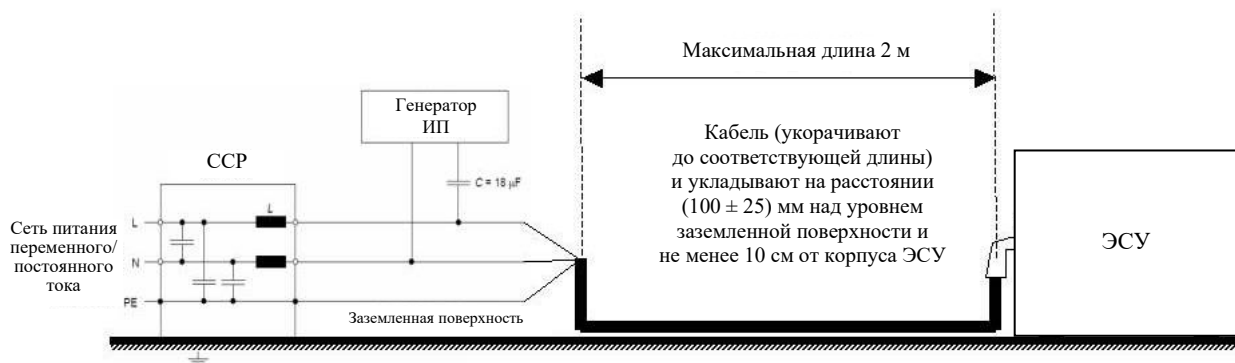 Максимальная длина 2 м
Генератор
ИП
ССР
C = 18 µF
Кабель (укорачивают
до соответствующей длины)
и укладывают на расстоянии
(100 ± 25) мм над уровнем
заземленной поверхности и
не менее 10 см от корпуса ЭСУ
ЭСУ
L
L
Сеть питания
переменного/
постоянного
тока
N
PE
Заземленная поверхность